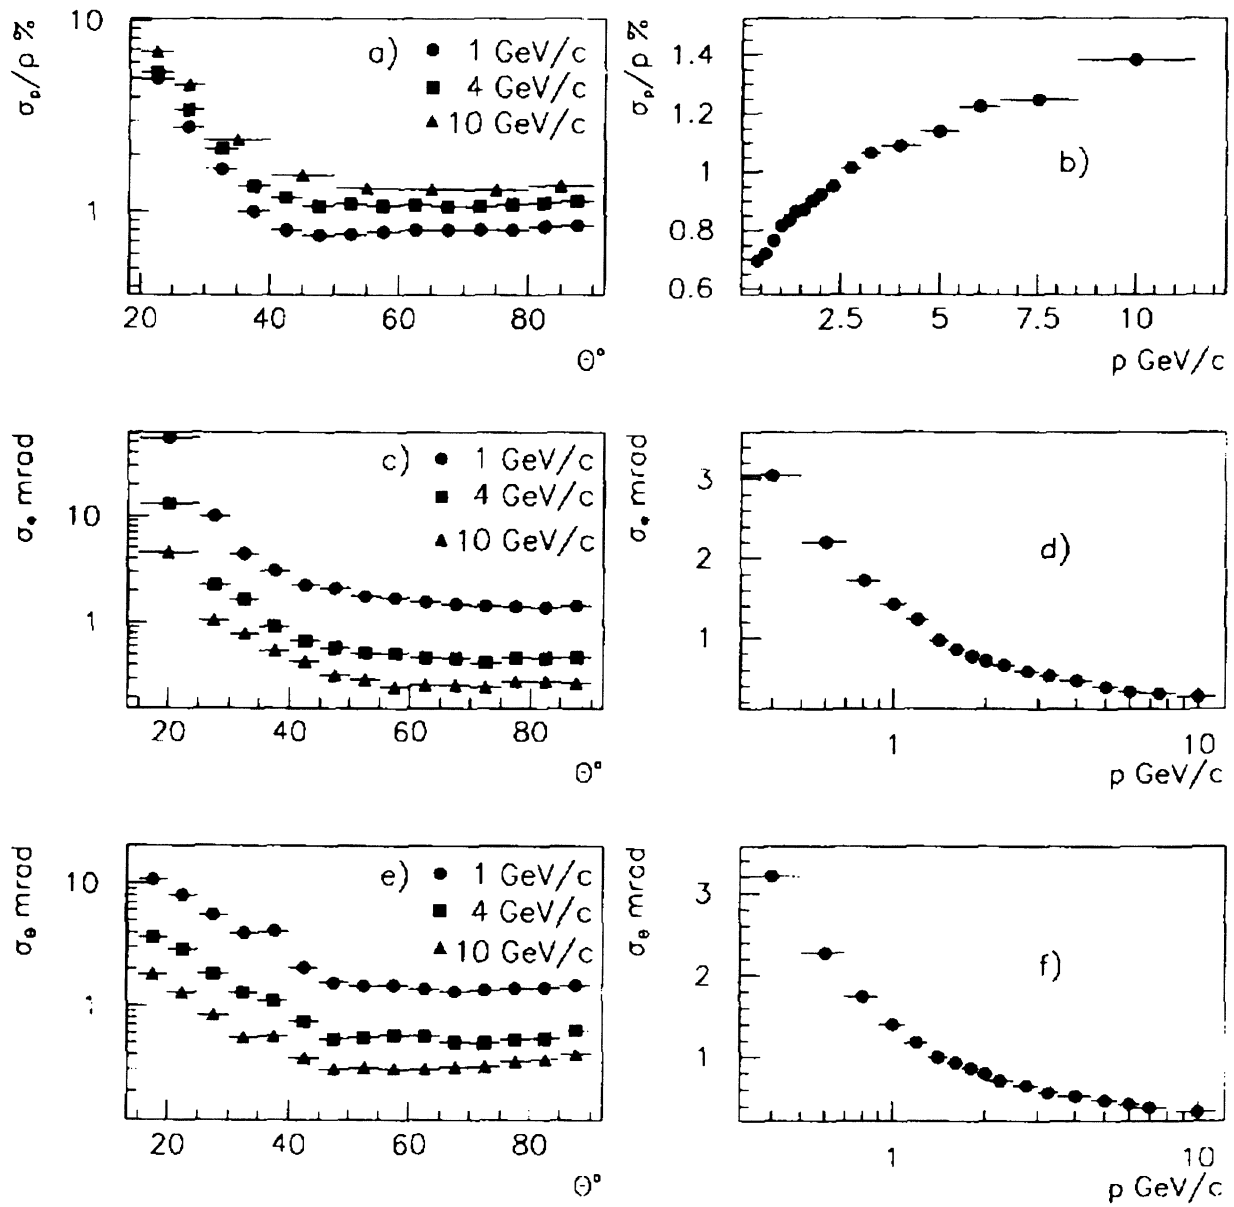 σp/p %
10
1
a) ● 1 GeV/c
■ 4 GeV/c
▲ 10 GeV/c
20 40 60 80
Θ°
σp/p %
1.4
1.2
1
0.8
0.6
b)
2.5 5 7.5 10
p GeV/c
σΦ mrad
10
1
c) ● 1 GeV/c
■ 4 GeV/c
▲ 10 GeV/c
20 40 60 80
Θ°
σΦ mrad
3
2
1
d)
1 10
p GeV/c
σθ mrad
10
1
e) ● 1 GeV/c
■ 4 GeV/c
▲ 10 GeV/c
20 40 60 80
Θ°
σθ mrad
3
2
1
f)
1 10
p GeV/c